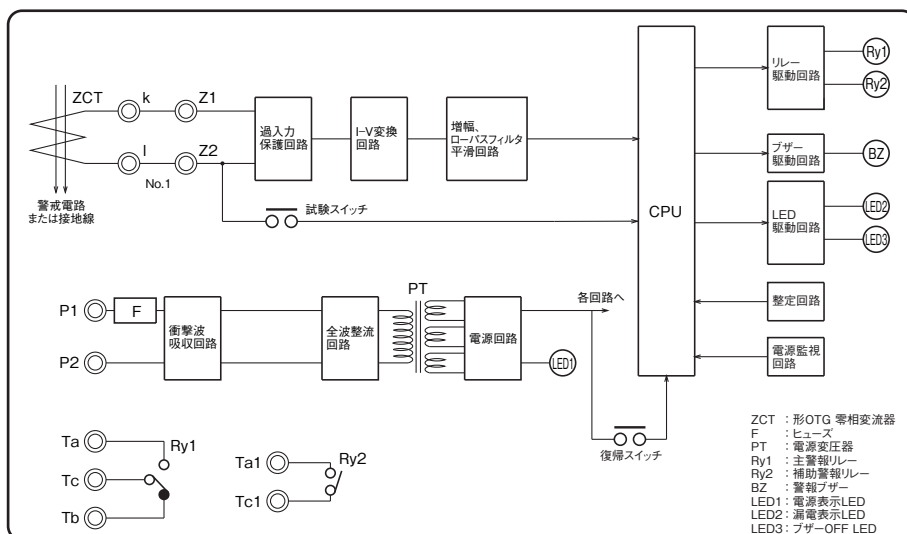 ZCT
k
Z1
l
Z2
No.1
警戒電路
または接地線
過入力
保護回路
I-V変換
回路
増幅、
ローパスフィルタ
平滑回路
試験スイッチ
CPU
リレー
駆動回路
Ry1
Ry2
ブザー
駆動回路
BZ
LED
駆動回路
LED2
LED3
整定回路
電源監視
回路
P1
F
P2
衝撃波
吸収回路
全波整流
回路
PT
電源回路
LED1
各回路へ
復帰スイッチ
Ta
Tc
Tb
Ry1
Ta1
Tc1
Ry2
ZCT :形OTG 零相変流器
F :ヒューズ
PT :電源変圧器
Ry1 :主警報リレー
Ry2 :補助警報リレー
BZ :警報ブザー
LED1:電源表示LED
LED2:漏電表示LED
LED3:ブザーOFF LED